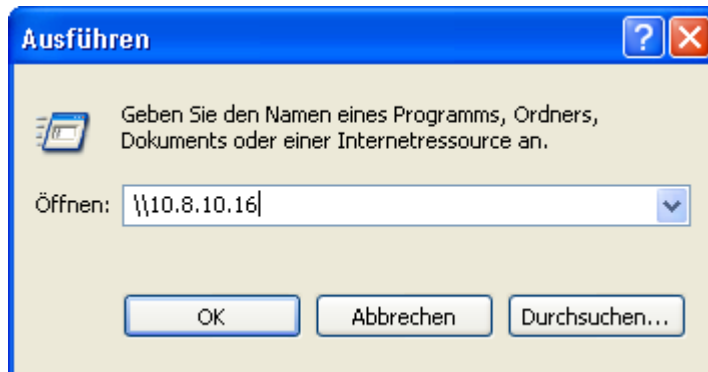 Ausführen
Geben Sie den Namen eines Programms, Ordners,
Dokuments oder einer Internetressource an.
Öffnen: \\10.8.10.16
OK Abbrechen Durchsuchen...